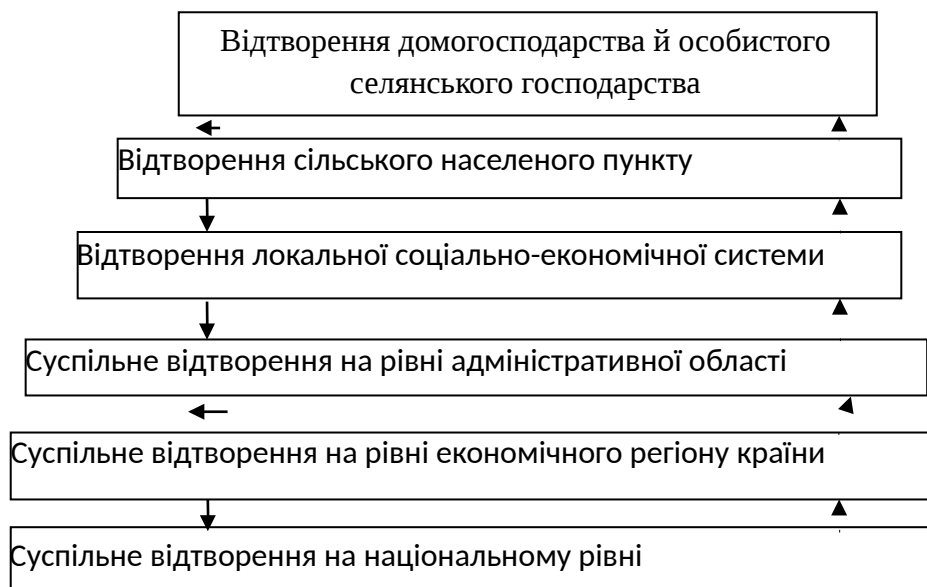 Відтворення домогосподарства й особистого
селянського господарства
Відтворення сільського населеного пункту
Відтворення локальної соціально-економічної системи
Суспільне відтворення на рівні адміністративної області
Суспільне відтворення на рівні економічного регіону країни
Суспільне відтворення на національному рівні